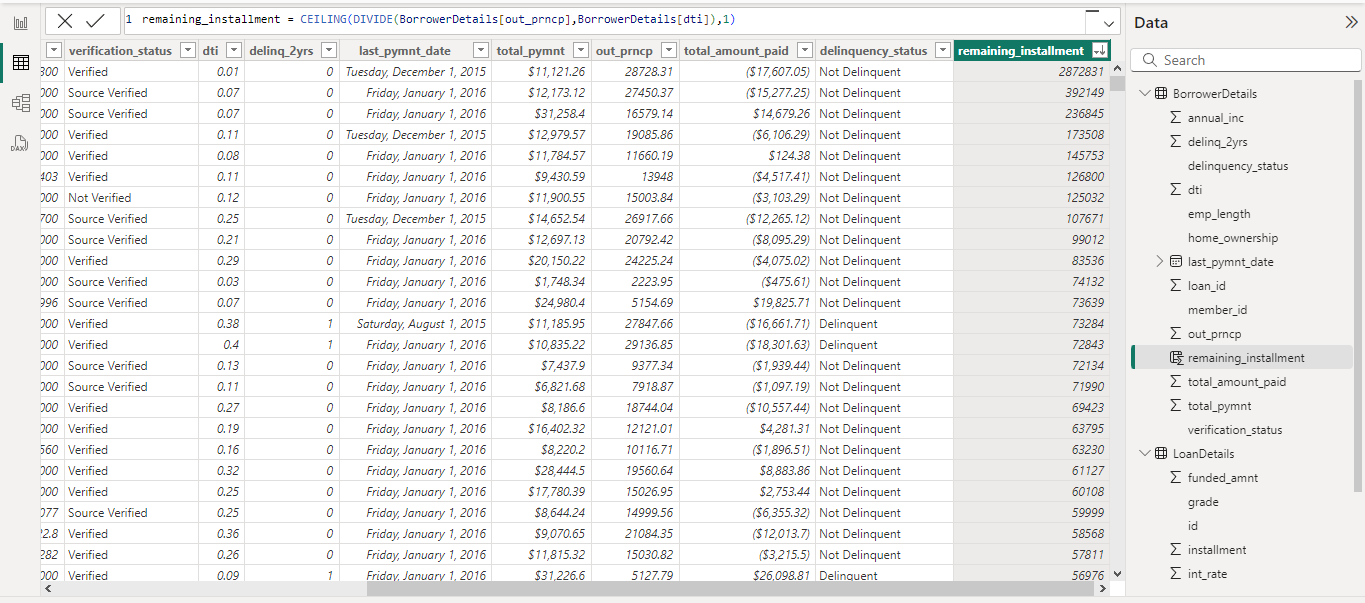 1 remaining_installment = CEILING(DIVIDE(BorrowerDetails[out_prncp],BorrowerDetails[dti]),1)
verification_status dti delinq_2yrs last_pymnt_date total_pymnt out_prncp total_amount_paid delinquency_status remaining_installment
300 Verified 0.01 0 Tuesday, December 1, 2015 $11,121.26 28728.31 ($17,607.05) Not Delinquent 2872831
000 Source Verified 0.07 0 Friday, January 1, 2016 $12,173.12 27450.37 ($15,277.25) Not Delinquent 392149
000 Source Verified 0.07 0 Friday, January 1, 2016 $31,258.4 16579.14 $14,679.26 Not Delinquent 236845
000 Verified 0.11 0 Tuesday, December 1, 2015 $12,979.57 19085.86 ($6,106.29) Not Delinquent 173508
000 Verified 0.08 0 Friday, January 1, 2016 $11,784.57 11660.19 $124.38 Not Delinquent 145753
403 Verified 0.11 0 Friday, January 1, 2016 $9,430.59 13948 ($4,517.41) Not Delinquent 126800
000 Not Verified 0.12 0 Friday, January 1, 2016 $11,900.55 15003.84 ($3,103.29) Not Delinquent 125032
700 Source Verified 0.25 0 Tuesday, December 1, 2015 $14,652.54 26917.66 ($12,265.12) Not Delinquent 107671
000 Source Verified 0.21 0 Friday, January 1, 2016 $12,697.13 20792.42 ($8,095.29) Not Delinquent 99012
000 Verified 0.29 0 Friday, January 1, 2016 $20,150.22 24225.24 ($4,075.02) Not Delinquent 83536
000 Source Verified 0.03 0 Friday, January 1, 2016 $1,748.34 2223.95 ($475.61) Not Delinquent 74132
996 Source Verified 0.07 0 Friday, January 1, 2016 $24,980.4 5154.69 $19,825.71 Not Delinquent 73639
000 Verified 0.38 1 Saturday, August 1, 2015 $11,185.95 27847.66 ($16,661.71) Delinquent 73284
000 Verified 0.4 1 Friday, January 1, 2016 $10,835.22 29136.85 ($18,301.63) Delinquent 72843
000 Source Verified 0.13 0 Friday, January 1, 2016 $7,437.9 9377.34 ($1,939.44) Not Delinquent 72134
000 Source Verified 0.11 0 Friday, January 1, 2016 $6,821.68 7918.87 ($1,097.19) Not Delinquent 71990
000 Verified 0.27 0 Friday, January 1, 2016 $8,186.6 18744.04 ($10,557.44) Not Delinquent 69423
000 Verified 0.19 0 Friday, January 1, 2016 $16,402.32 12121.01 $4,281.31 Not Delinquent 63795
560 Verified 0.16 0 Friday, January 1, 2016 $8,220.2 10116.71 ($1,896.51) Not Delinquent 63230
000 Verified 0.32 0 Friday, January 1, 2016 $28,444.5 19560.64 $8,883.86 Not Delinquent 61127
000 Verified 0.25 0 Friday, January 1, 2016 $17,780.39 15026.95 $2,753.44 Not Delinquent 60108
077 Source Verified 0.25 0 Friday, January 1, 2016 $8,644.24 14999.56 ($6,355.32) Not Delinquent 59999
2.8 Verified 0.36 0 Friday, January 1, 2016 $9,070.65 21084.35 ($12,013.7) Not Delinquent 58568
282 Verified 0.26 0 Friday, January 1, 2016 $11,815.32 15030.82 ($3,215.5) Not Delinquent 57811
000 Verified 0.09 1 Friday, January 1, 2016 $31,226.6 5127.79 $26,098.81 Delinquent 56976
Data
Search
BorrowerDetails
annual_inc
delinq_2yrs
delinquency_status
dti
emp_length
home_ownership
last_pymnt_date
loan_id
member_id
out_prncp
remaining_installment
total_amount_paid
total_pymnt
verification_status
LoanDetails
funded_amnt
grade
id
installment
int_rate